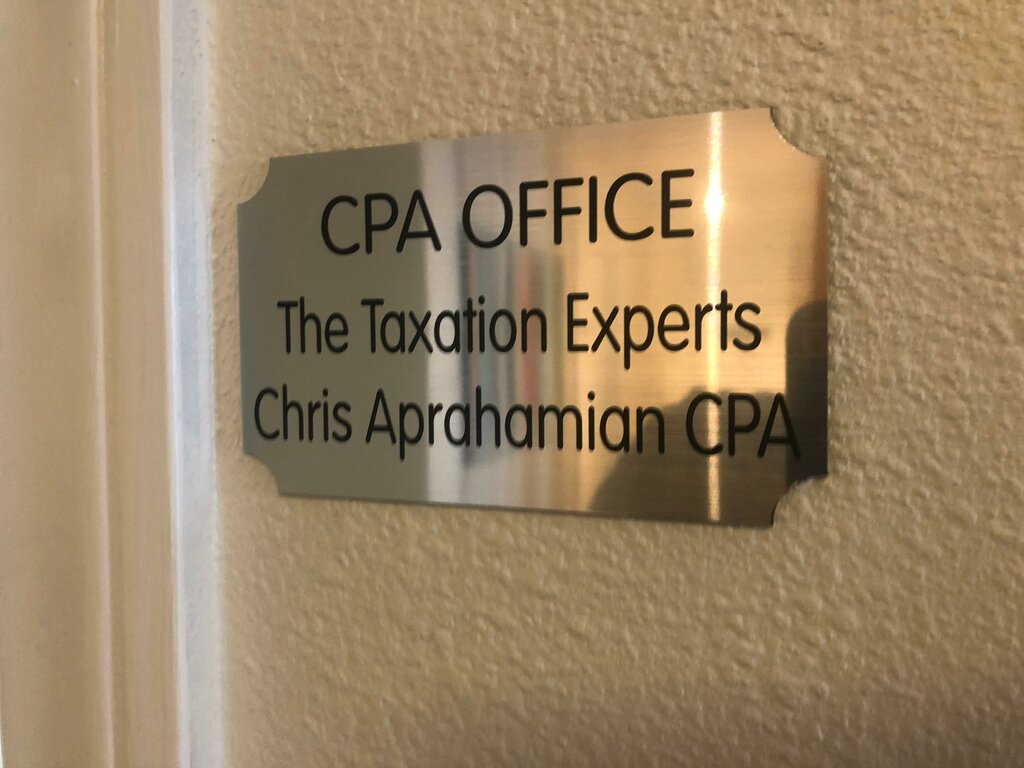 CPA OFFICE
The Taxation Experts
Chris Aprahamian CPA